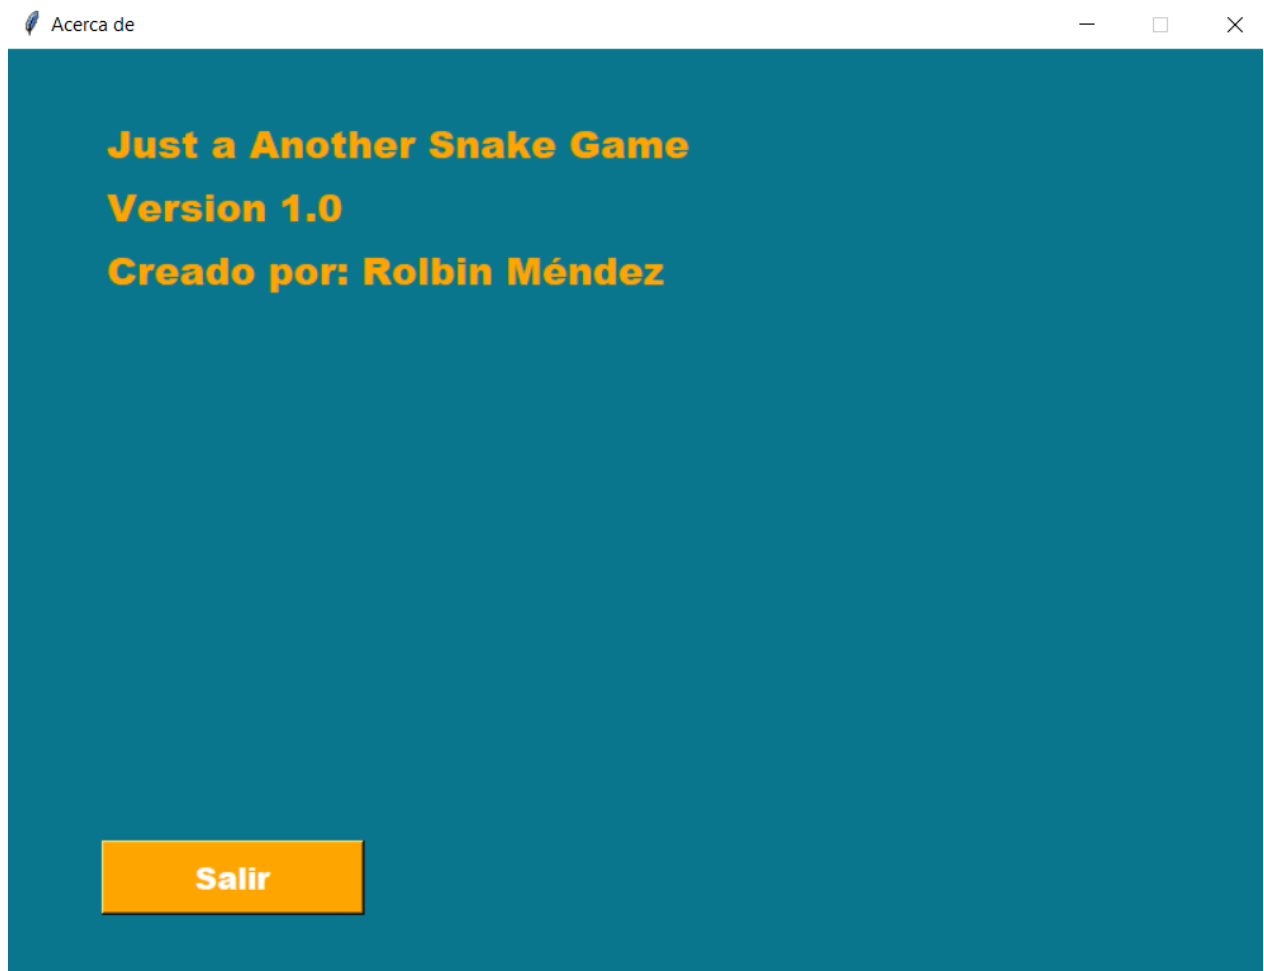 Acerca de
Just a Another Snake Game
Version 1.0
Creado por: Rolbin Méndez
Salir